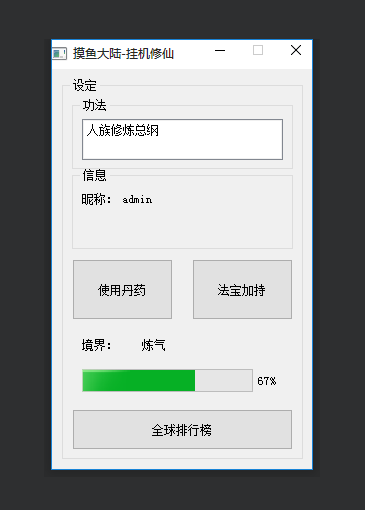 摸鱼大陆-挂机修仙
设定
功法
人族修炼总纲
信息
昵称： admin
使用丹药 法宝加持
境界： 炼气
67%
全球排行榜